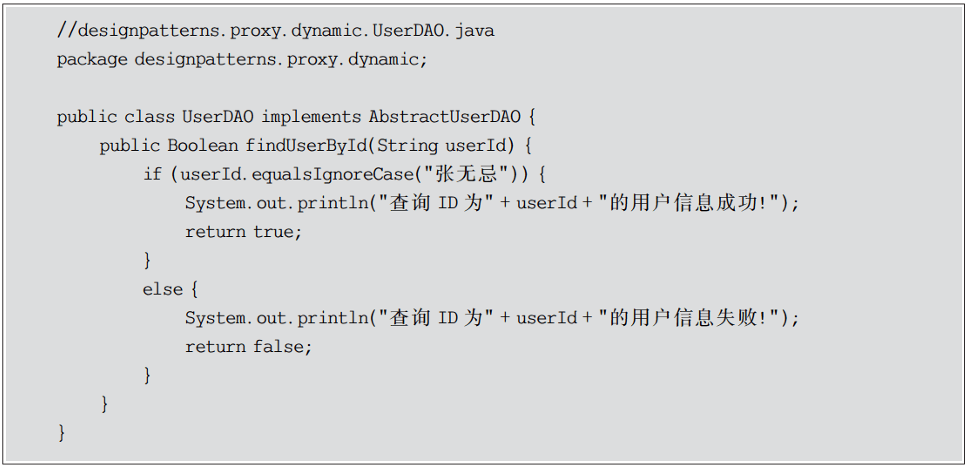 //designpatterns.proxy.dynamic.UserDAO.java
package designpatterns.proxy.dynamic;
public class UserDAO implements AbstractUserDAO {
public Boolean findUserById(String userId) {
if (userId.equalsIgnoreCase("张无忌")) {
System.out.println("查询 ID 为" + userId + "的用户信息成功!");
return true;
}
else {
System.out.println("查询 ID 为" + userId + "的用户信息失败!");
return false;
}
}
}